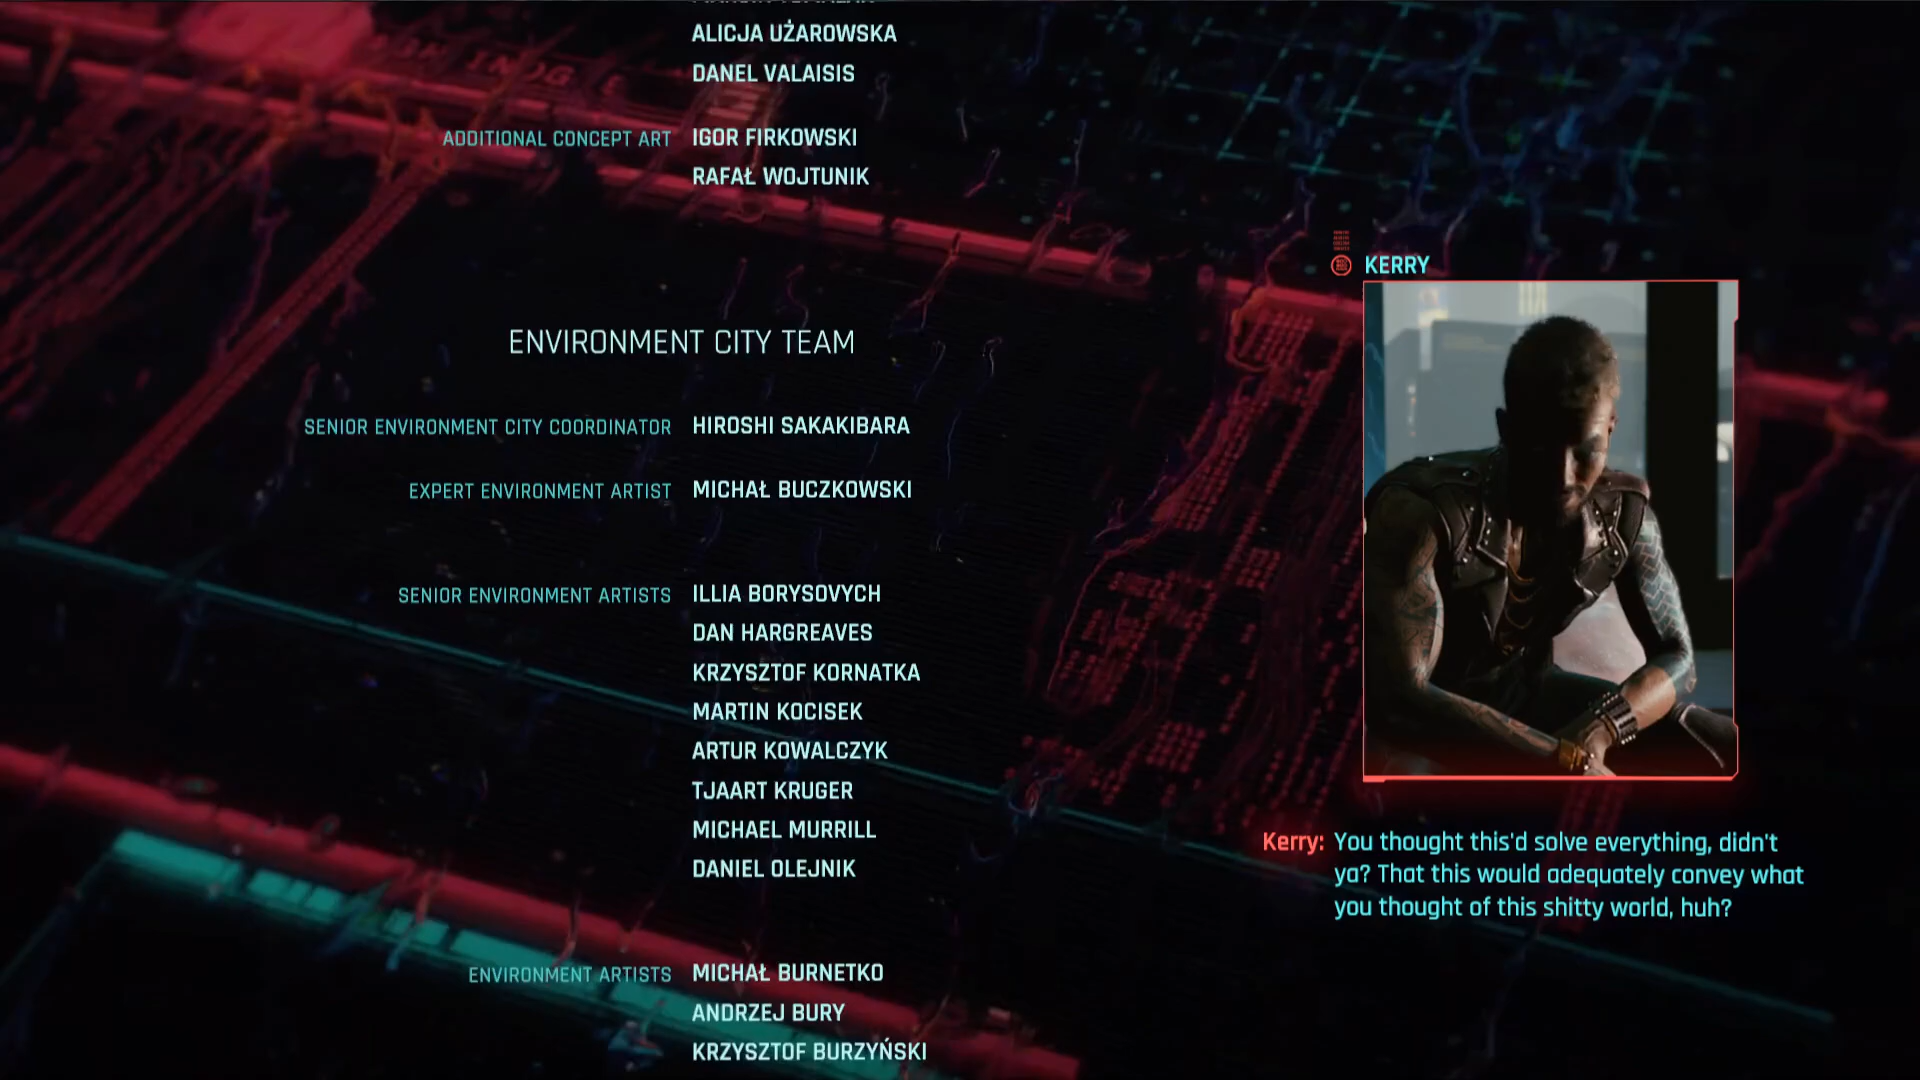 ALICJA UŻAROWSKA
DANEL VALAISIS
ADDITIONAL CONCEPT ART IGOR FIRKOWSKI
RAFAŁ WOJTUNIK
ENVIRONMENT CITY TEAM
SENIOR ENVIRONMENT CITY COORDINATOR HIROSHI SAKAKIBARA
EXPERT ENVIRONMENT ARTIST MICHAŁ BUCZKOWSKI
SENIOR ENVIRONMENT ARTISTS ILLIA BORYSOVYCH
DAN HARGREAVES
KRZYSZTOF KORNATKA
MARTIN KOCISEK
ARTUR KOWALCZYK
TJAART KRUGER
MICHAEL MURRILL
DANIEL OLEJNIK
ENVIRONMENT ARTISTS MICHAŁ BURNETKO
ANDRZEJ BURY
KRZYSZTOF BURZYŃSKI
KERRY
Kerry: You thought this'd solve everything, didn't
ya? That this would adequately convey what
you thought of this shitty world, huh?